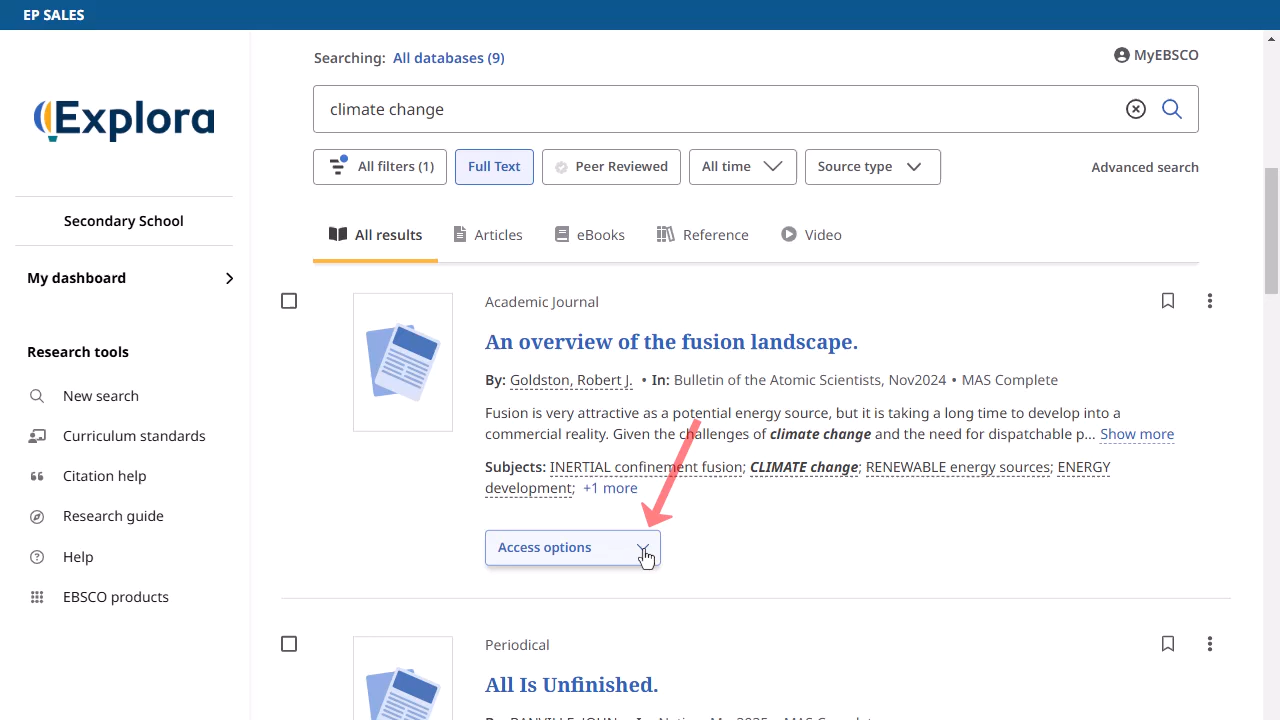 EP SALES
Explora
Secondary School
My dashboard
Research tools
New search
Curriculum standards
Citation help
Research guide
Help
EBSCO products
Searching: All databases (9)
MyEBSCO
climate change
All filters (1)
Full Text
Peer Reviewed
All time
Source type
Advanced search
All results
Articles
eBooks
Reference
Video
Academic Journal
An overview of the fusion landscape.
By: Goldston, Robert J. • In: Bulletin of the Atomic Scientists, Nov2024 • MAS Complete
Fusion is very attractive as a potential energy source, but it is taking a long time to develop into a
commercial reality. Given the challenges of climate change and the need for dispatchable p... Show more
Subjects: INERTIAL confinement fusion; CLIMATE change; RENEWABLE energy sources; ENERGY
development; +1 more
Access options
Periodical
All Is Unfinished.